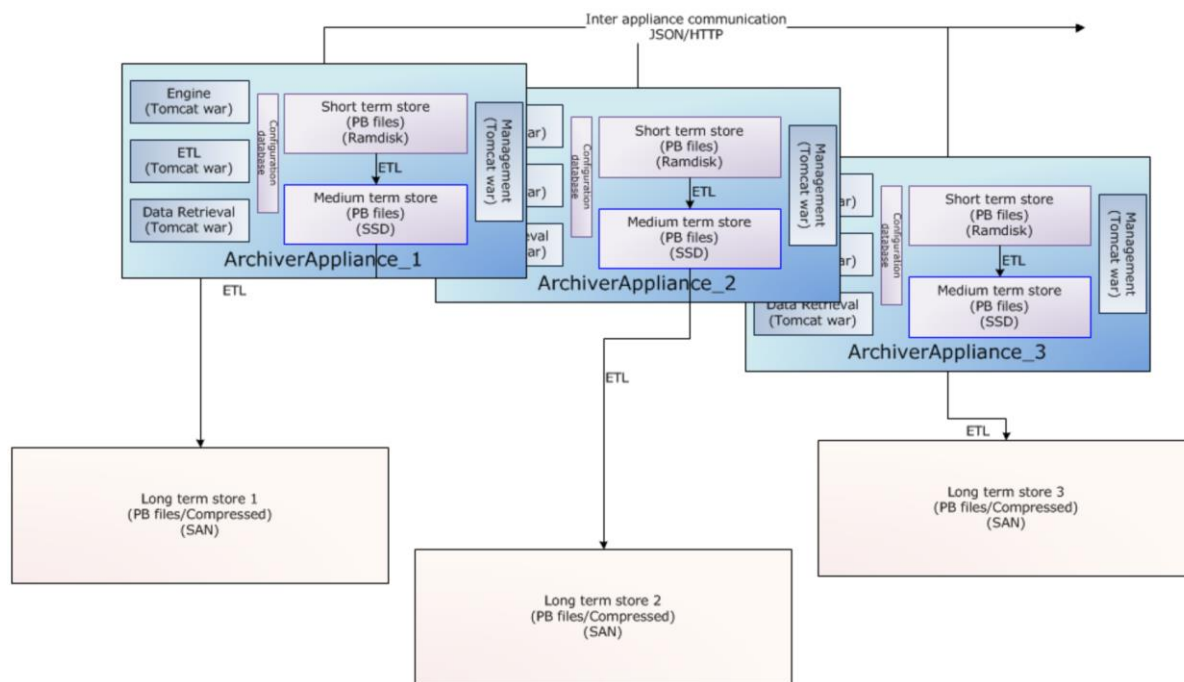 Inter appliance communication
JSON/HTTP
Engine
(Tomcat war)
ETL
(Tomcat war)
Data Retrieval
(Tomcat war)
Configuration
database
Short term store
(PB files)
(Ramdisk)
ETL
Medium term store
(PB files)
(SSD)
Management
(Tomcat war)
ArchiverAppliance_1
ar)
ar)
eval
ar)
Configuration
database
Short term store
(PB files)
(Ramdisk)
ETL
Medium term store
(PB files)
(SSD)
Management
(Tomcat war)
ArchiverAppliance_2
ar)
ar)
Data Retrieval
(Tomcat war)
Configuration
database
Short term store
(PB files)
(Ramdisk)
ETL
Medium term store
(PB files)
(SSD)
Management
(Tomcat war)
ArchiverAppliance_3
ETL
ETL
ETL
Long term store 1
(PB files/Compressed)
(SAN)
Long term store 2
(PB files/Compressed)
(SAN)
Long term store 3
(PB files/Compressed)
(SAN)